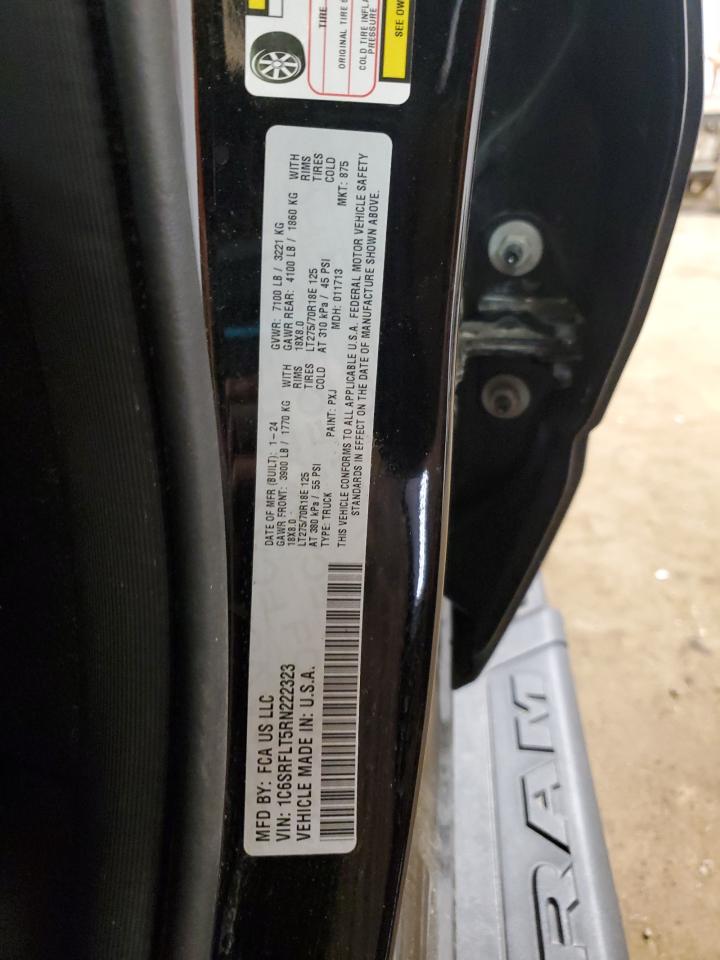 TIRE
ORIGINAL TIRE
COLD TIRE INFLA
PRESSURE
SEE OW
MFD BY: FCA US LLC
VIN: 1C6SRFLT5RN222323
VEHICLE MADE IN: U.S.A.
DATE OF MFR (BUILT): 1-24 GVWR: 7100 LB / 3221 KG
GAWR FRONT: 3900 LB / 1770 KG WITH GAWR REAR: 4100 LB / 1860 KG WITH
18X8.0 RIMS 18X8.0 RIMS
LT275/70R18E 125 TIRES LT275/70R18E 125 TIRES
AT 380 kPa / 55 PSI COLD AT 310 kPa / 45 PSI COLD
TYPE: TRUCK PAINT: PXJ MDH: 011713 MKT: 875
THIS VEHICLE CONFORMS TO ALL APPLICABLE U.S.A. FEDERAL MOTOR VEHICLE SAFETY
STANDARDS IN EFFECT ON THE DATE OF MANUFACTURE SHOWN ABOVE.
RAM